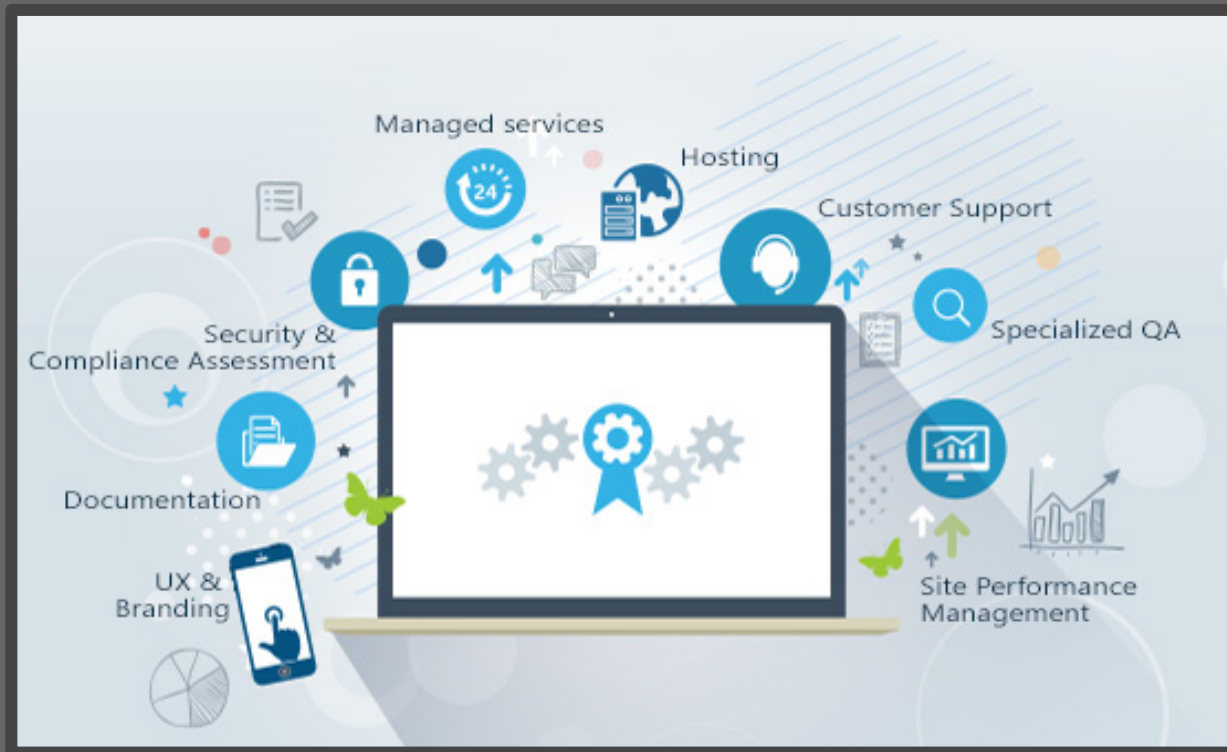 Managed services
24
Hosting
Customer Support
Security &
Compliance Assessment
Specialized QA
Documentation
UX &
Branding
Site Performance
Management